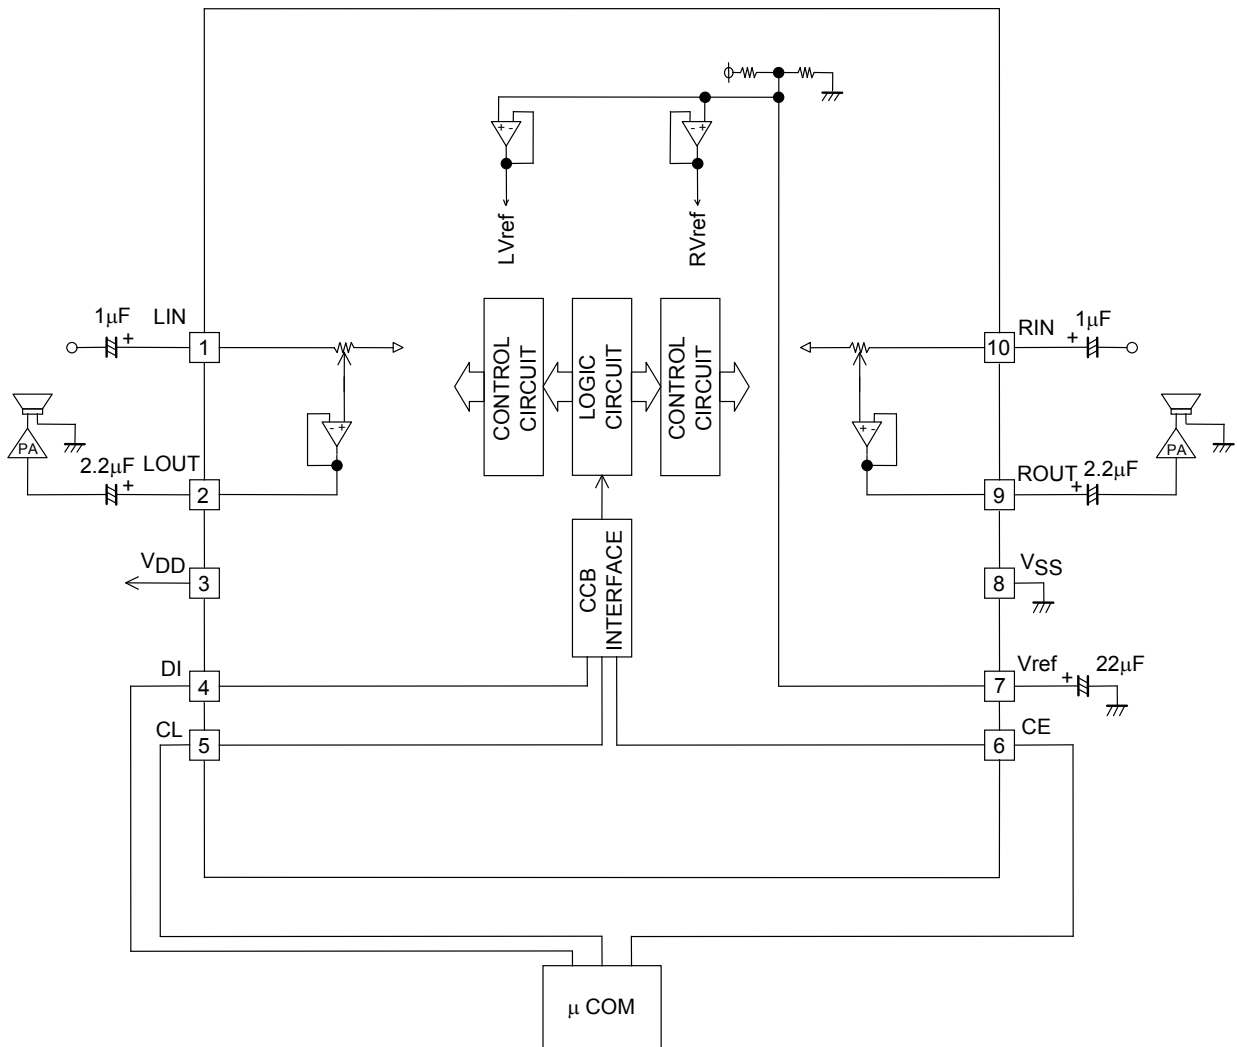 + -
- +
LVref
RVref
1μF
+
LIN
1
CONTROL
CIRCUIT
LOGIC
CIRCUIT
CONTROL
CIRCUIT
10
RIN
+
1μF
PA
- +
+ -
PA
2.2μF
+
LOUT
2
9
ROUT
+
2.2μF
VDD
3
CCB
INTERFACE
8
VSS
DI
4
7
Vref
+
22μF
CL
5
6
CE
μ COM